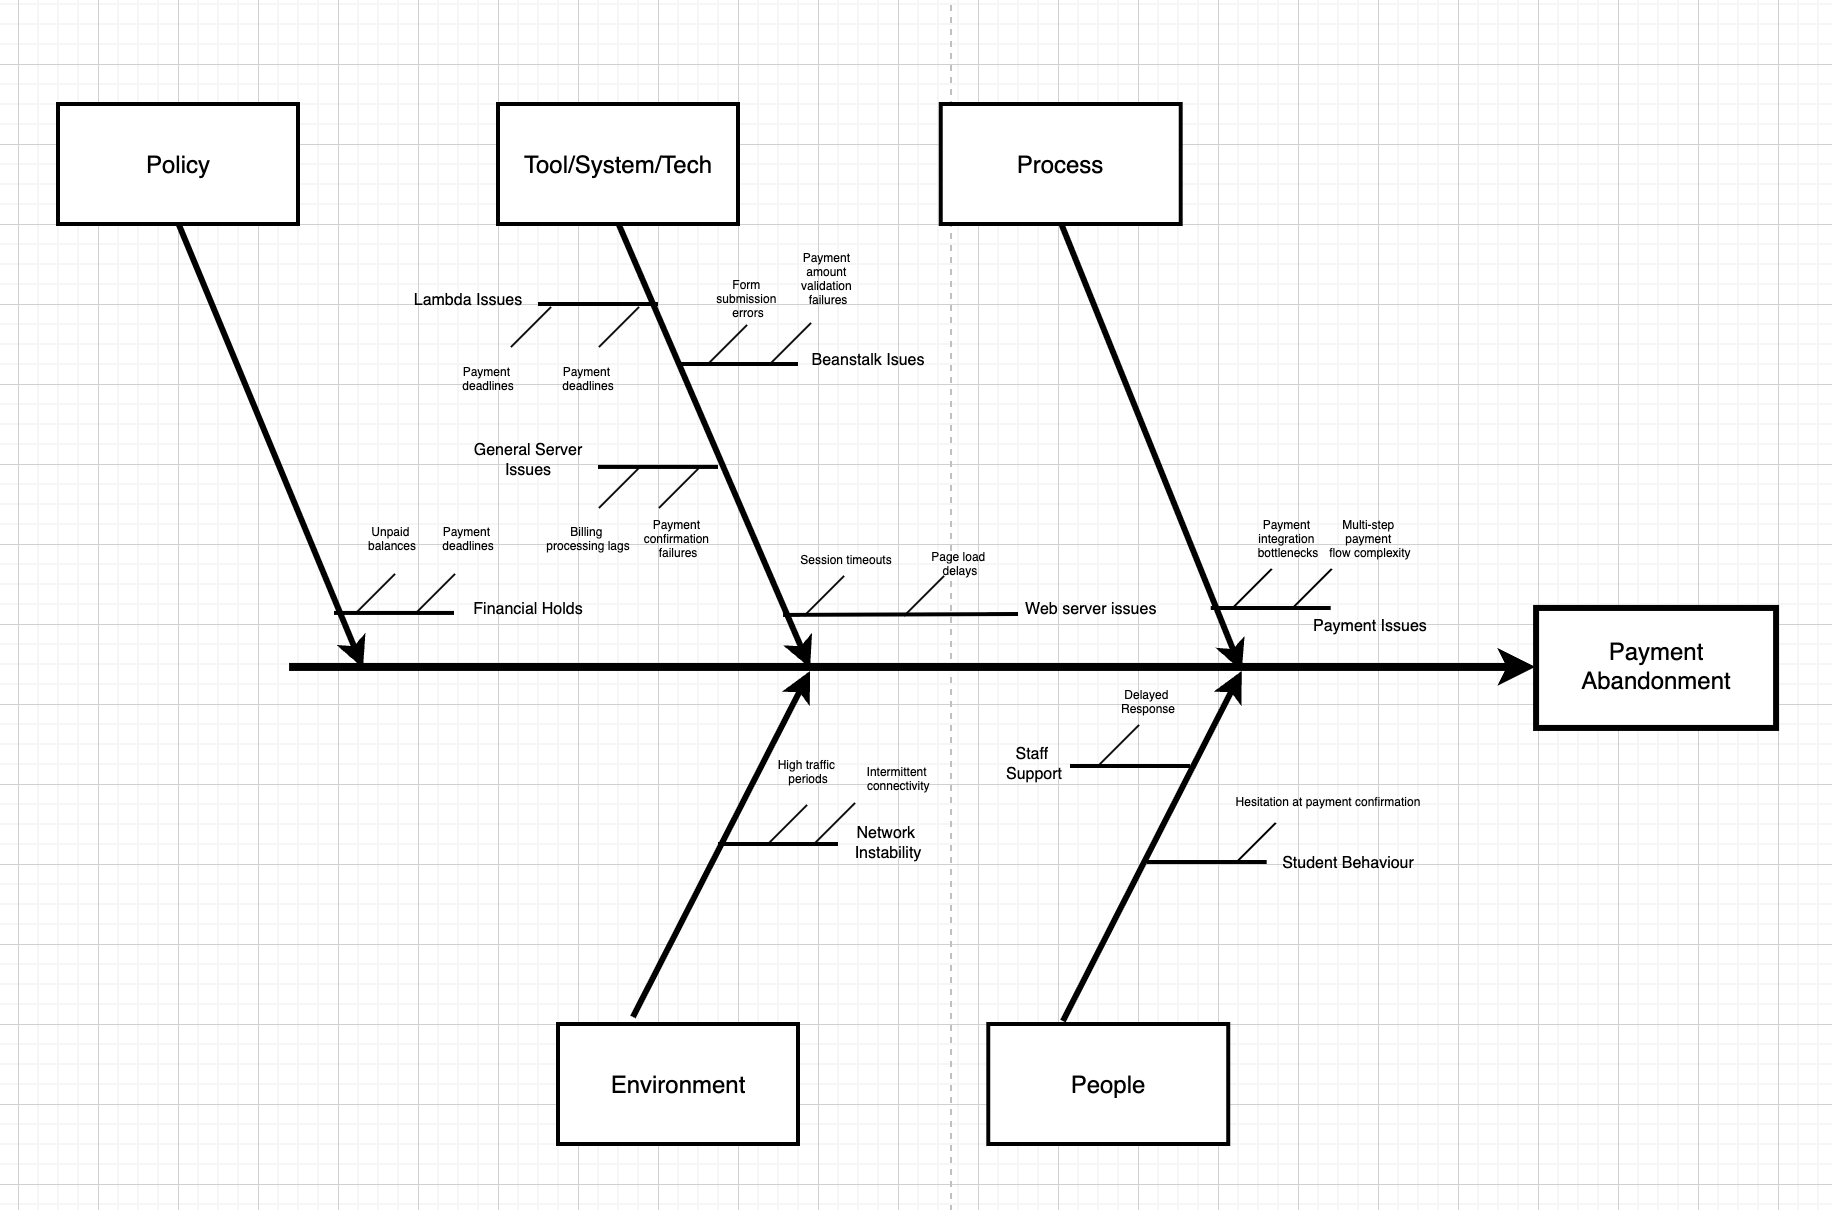 Policy
Tool/System/Tech
Process
Lambda Issues
Payment
deadlines
Payment
deadlines
Form
submission
errors
Payment
amount
validation
failures
Beanstalk Isues
General Server
Issues
Billing
processing lags
Payment
confirmation
failures
Unpaid
balances
Payment
deadlines
Financial Holds
Session timeouts
Page load
delays
Web server issues
Payment
integration
bottlenecks
Multi-step
payment
flow complexity
Payment Issues
Payment
Abandonment
Delayed
Response
Staff
Support
High traffic
periods
Intermittent
connectivity
Network
Instability
Hesitation at payment confirmation
Student Behaviour
Environment
People